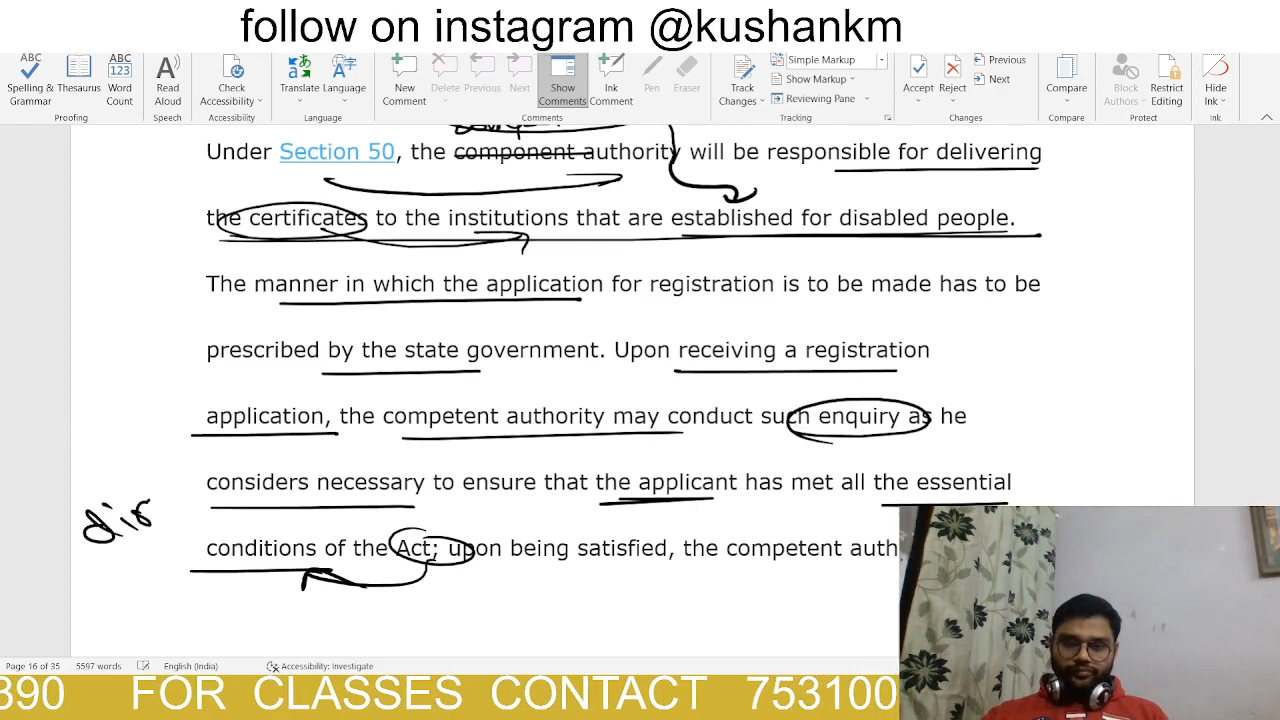 follow on instagram @kushankm
ABC Spelling & Grammar Thesaurus ABC 123 Word Count Read Aloud Check Accessibility Translate Language New Comment Delete Previous Next Show Comments Ink Comment Pen Eraser Track Changes Simple Markup Show Markup Reviewing Pane Accept Reject Previous Next Compare Block Authors Restrict Editing Hide Ink
Proofing Speech Accessibility Language Comments Tracking Changes Compare Protect Ink
Under Section 50, the component authority will be responsible for delivering
the certificates to the institutions that are established for disabled people.
The manner in which the application for registration is to be made has to be
prescribed by the state government. Upon receiving a registration
application, the competent authority may conduct such enquiry as he
considers necessary to ensure that the applicant has met all the essential
dir
conditions of the Act; upon being satisfied, the competent auth
Page 16 of 35 5597 words English (India) Accessibility: Investigate
390 FOR CLASSES CONTACT 753100